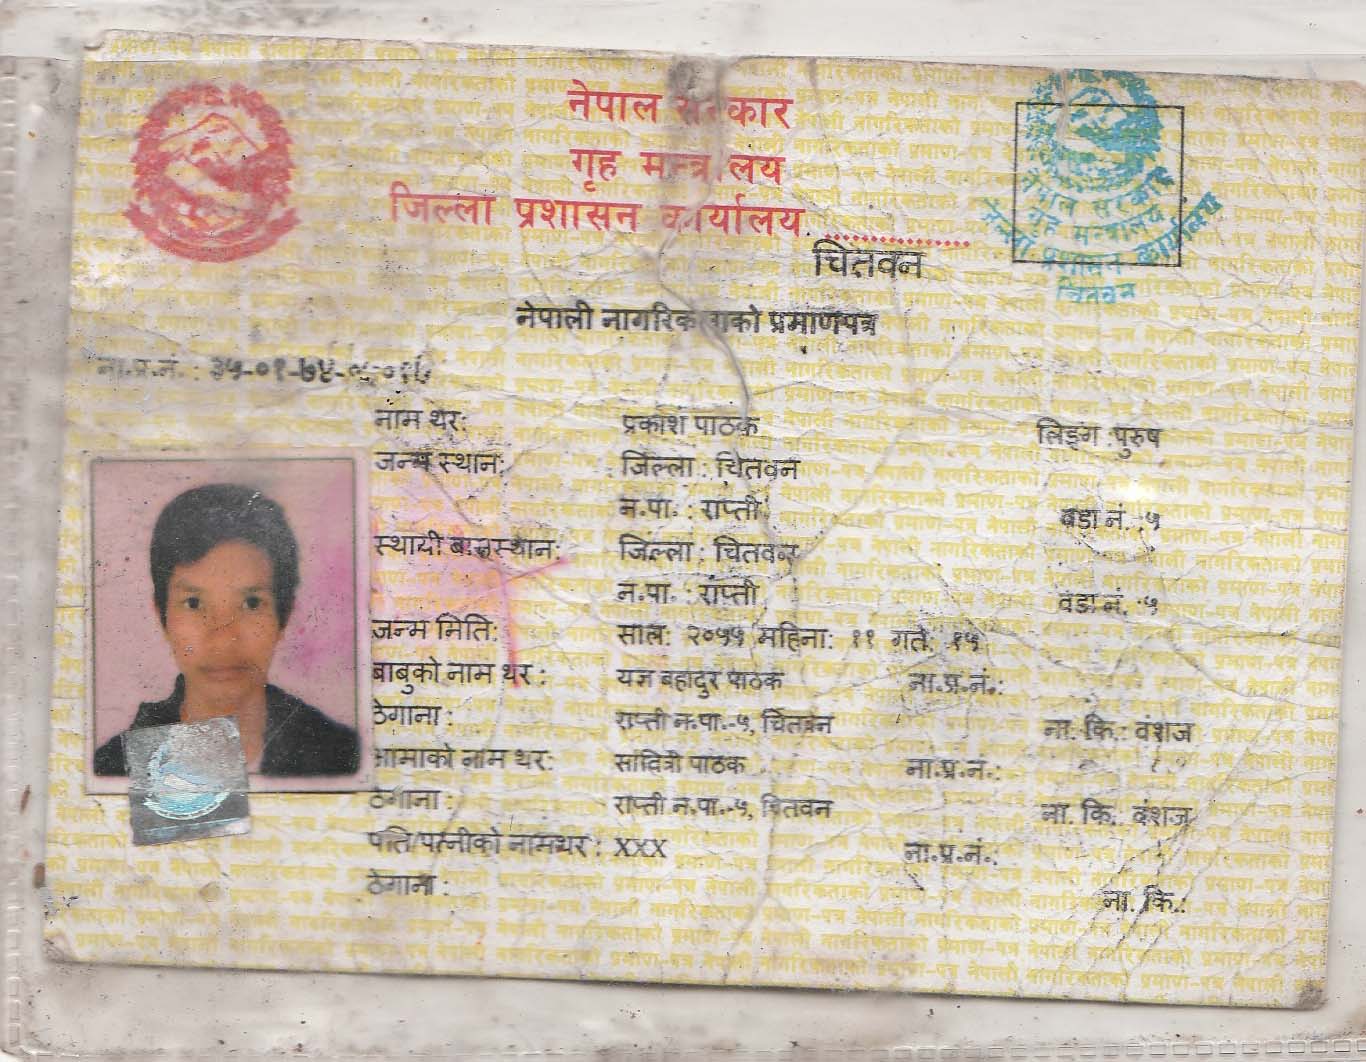 नेपाल सरकार
गृह मन्त्रालय
जिल्ला प्रशासन कार्यालय
चितवन
नेपाल सरकार
गृह मन्त्रालय
जिल्ला प्रशासन कार्यालय
चितवन
नेपाली नागरिकताको प्रमाणपत्र
ना.प्र.नं. : ३५-०१-७४-
नाम थर: प्रकाश पाठक लिङ्ग :पुरुष
जन्म स्थान: जिल्ला : चितवन
न.पा. : राप्ती वडा नं. :५
स्थायी बासस्थान: जिल्ला : चितवन
न.पा. : राप्ती वडा नं. :५
जन्म मिति: साल: २०५५ महिना: ११ गते: १५
बाबुको नाम थर : यज्ञ बहादुर पाठक ना.प्र.नं.:
ठेगाना : राप्ती न.पा.-५, चितवन ना. कि.: वंशज
आमाको नाम थर: सावित्री पाठक ना.प्र.नं.:
ठेगाना : राप्ती न.पा.-५, चितवन ना. कि.: वंशज
पति/पत्नीको नामथर : XXX ना.प्र.नं.:
ठेगाना : ना. कि.: